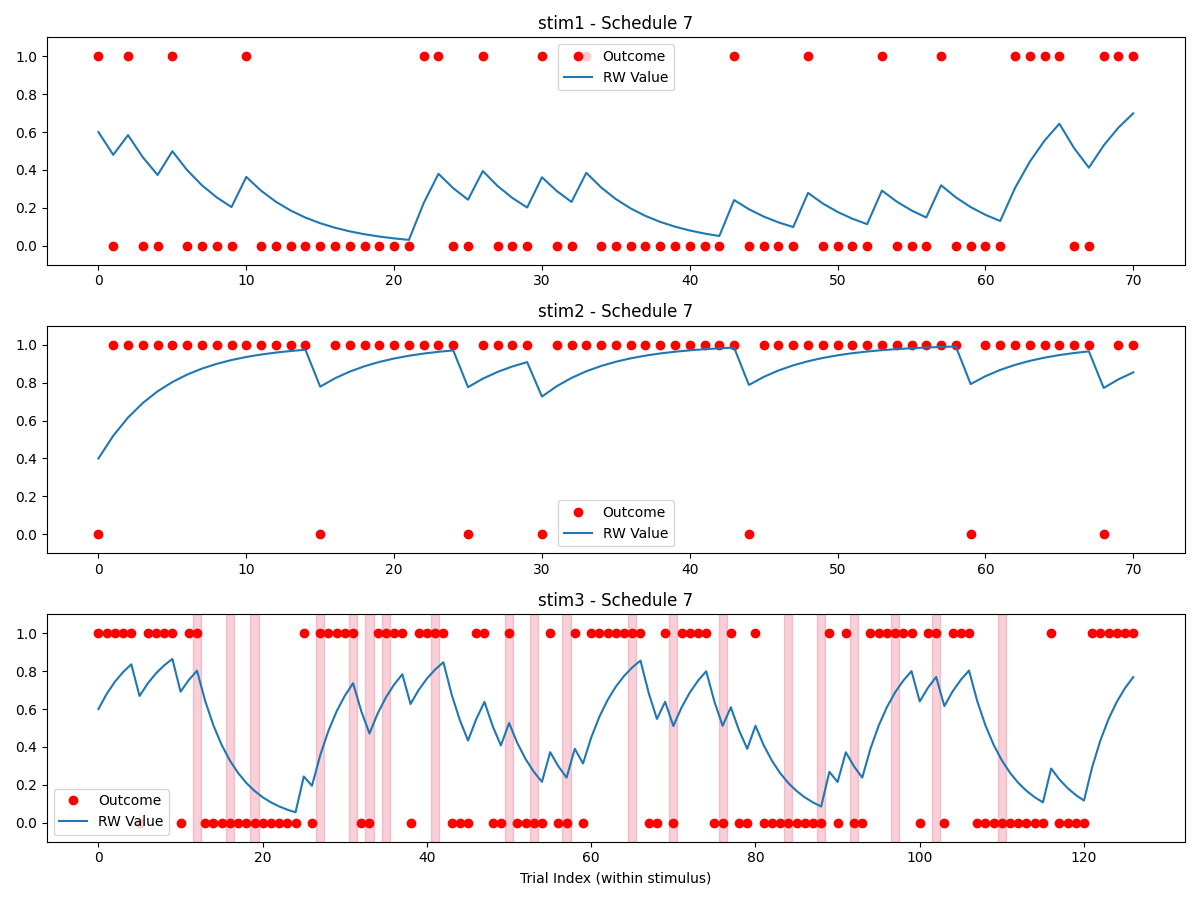 stim1 - Schedule 7
1.0
0.8
0.6
0.4
0.2
0.0
Outcome
RW Value
0 10 20 30 40 50 60 70
stim2 - Schedule 7
1.0
0.8
0.6
0.4
0.2
0.0
Outcome
RW Value
0 10 20 30 40 50 60 70
stim3 - Schedule 7
1.0
0.8
0.6
0.4
0.2
0.0
Outcome
RW Value
0 20 40 60 80 100 120
Trial Index (within stimulus)